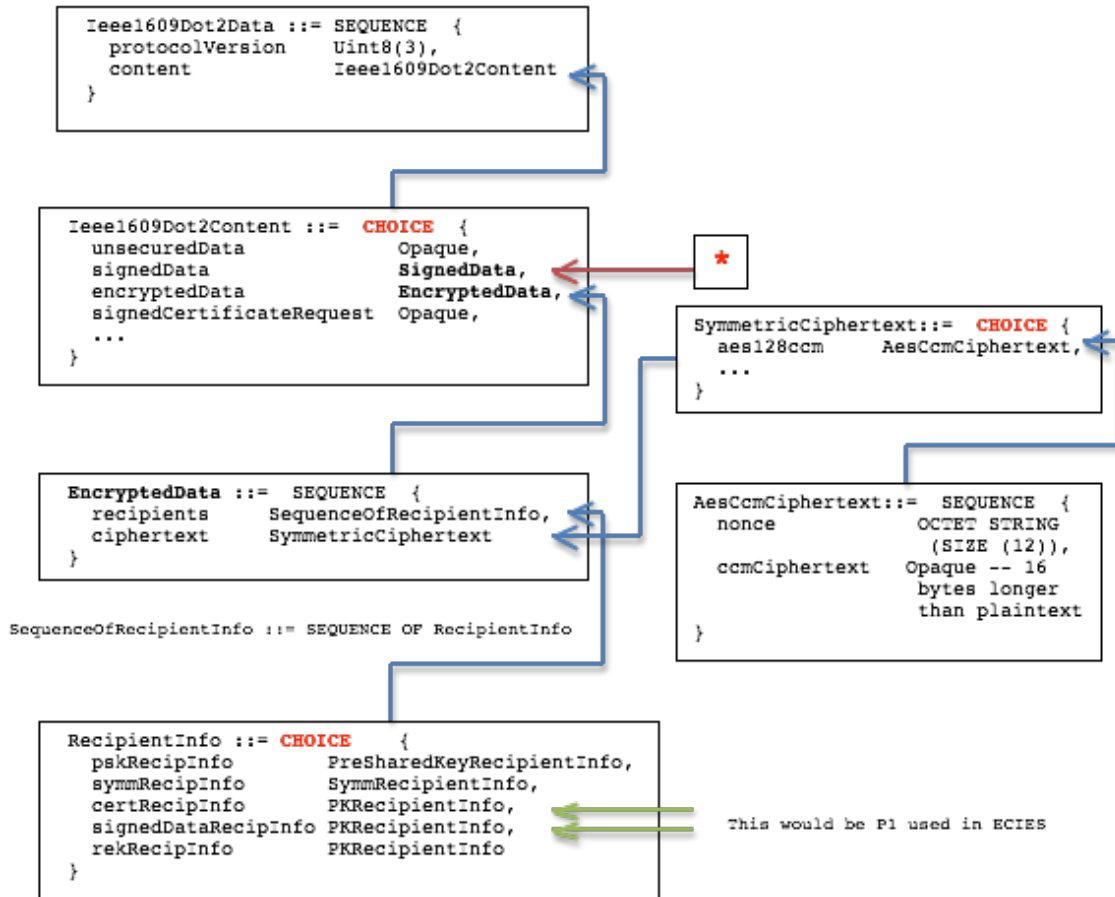 Ieee1609Dot2Data ::= SEQUENCE {
protocolVersion Uint8(3),
content Ieee1609Dot2Content
}
Ieee1609Dot2Content ::= CHOICE {
unsecuredData Opaque,
signedData SignedData,
encryptedData EncryptedData,
signedCertificateRequest Opaque,
...
}
*
SymmetricCiphertext::= CHOICE {
aes128ccm AesCcmCiphertext,
...
}
EncryptedData ::= SEQUENCE {
recipients SequenceOfRecipientInfo,
ciphertext SymmetricCiphertext
}
AesCcmCiphertext::= SEQUENCE {
nonce OCTET STRING
(SIZE (12)),
ccmCiphertext Opaque -- 16
bytes longer
than plaintext
}
SequenceOfRecipientInfo ::= SEQUENCE OF RecipientInfo
RecipientInfo ::= CHOICE {
pskRecipInfo PreSharedKeyRecipientInfo,
symmRecipInfo SymmRecipientInfo,
certRecipInfo PKRecipientInfo,
signedDataRecipInfo PKRecipientInfo,
rekRecipInfo PKRecipientInfo
}
This would be P1 used in ECIES